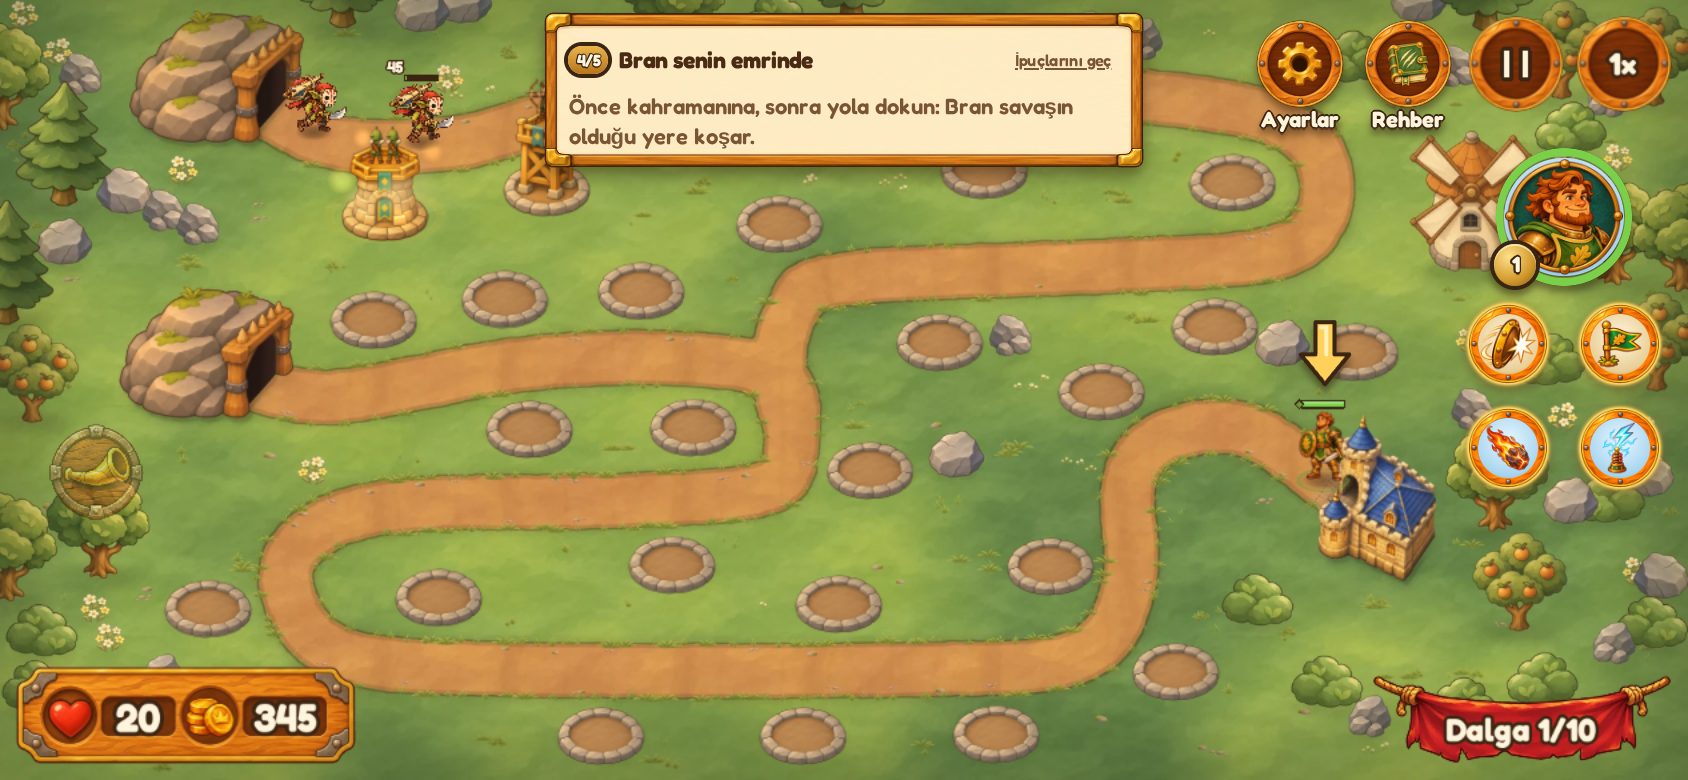 45
4/5 Bran senin emrinde İpuçlarını geç
Önce kahramanına, sonra yola dokun: Bran savaşın
olduğu yere koşar.
1x
Ayarlar Rehber
1
20 345
Dalga 1/10